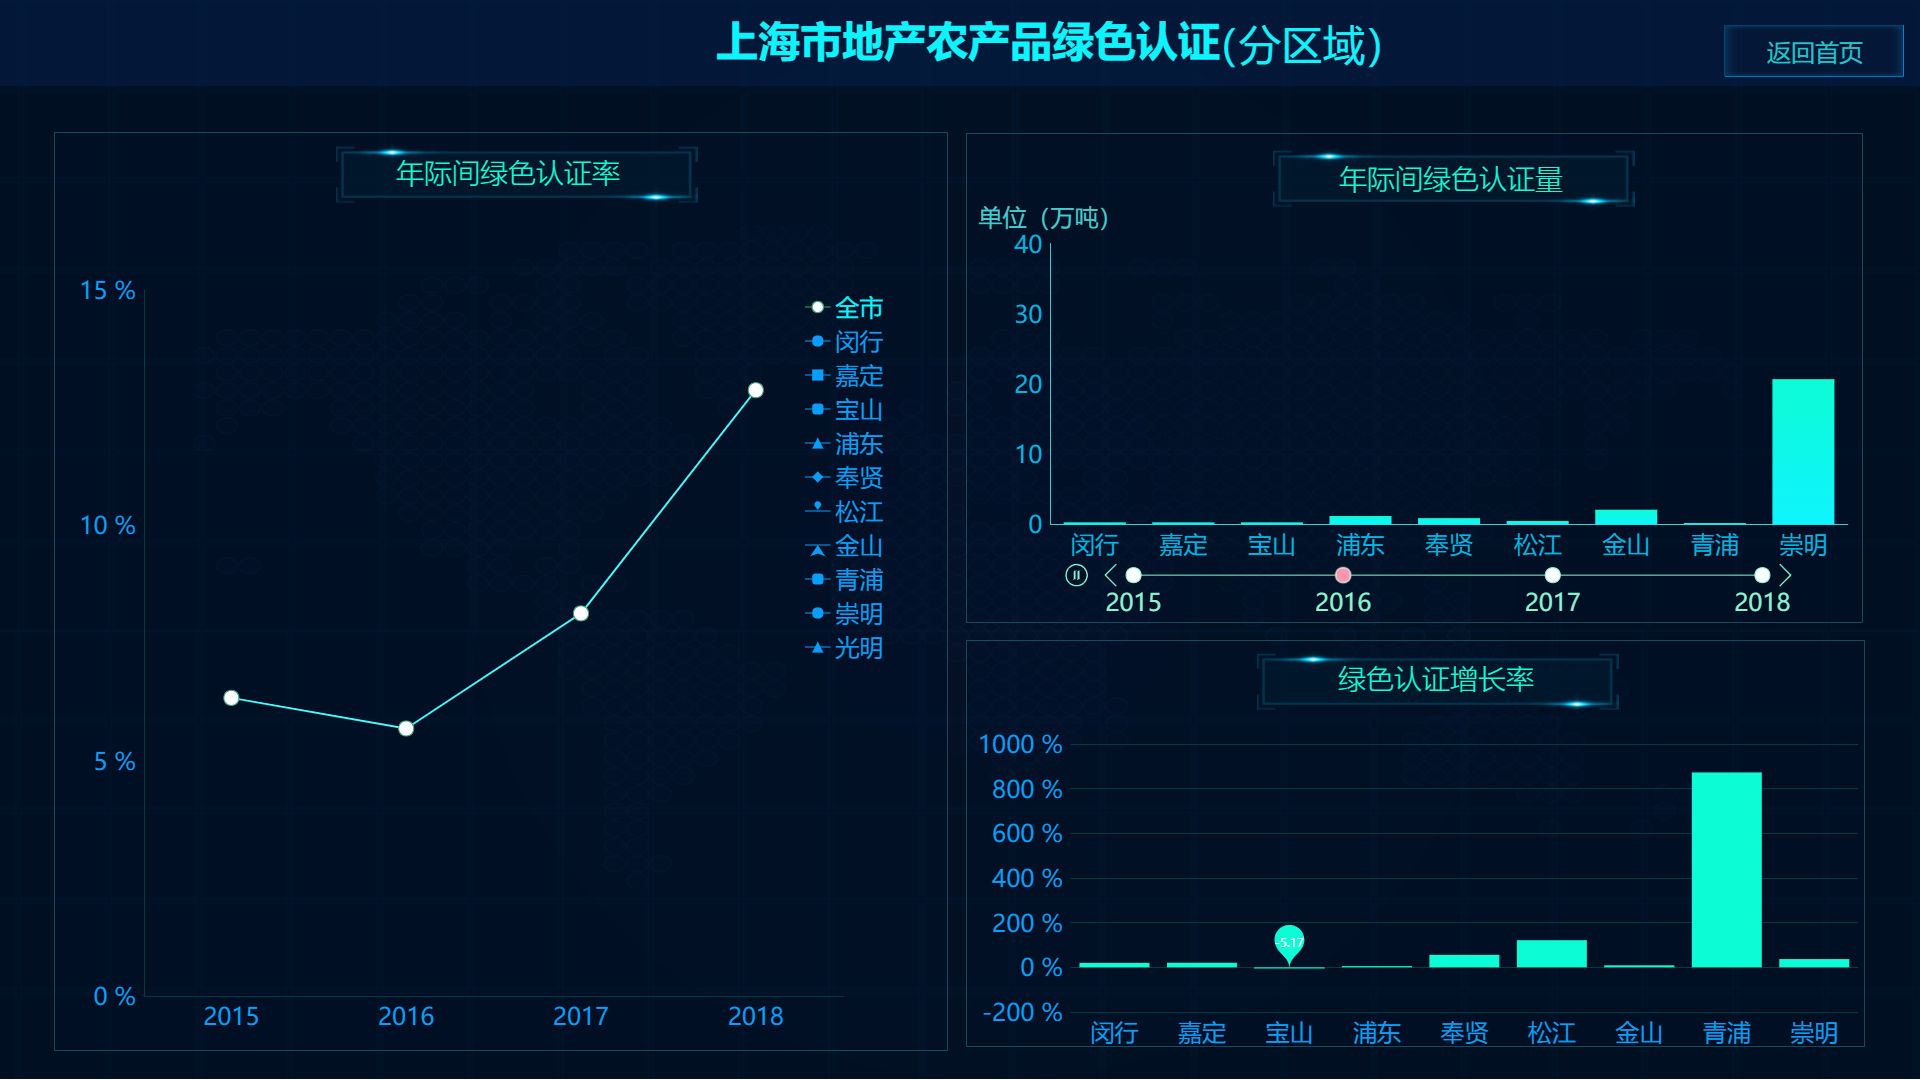 上海市地产农产品绿色认证(分区域)
返回首页
年际间绿色认证率
15 %
10 %
5 %
0 %
2015 2016 2017 2018
全市
闵行
嘉定
宝山
浦东
奉贤
松江
金山
青浦
崇明
光明
年际间绿色认证量
单位（万吨）
40
30
20
10
0
闵行 嘉定 宝山 浦东 奉贤 松江 金山 青浦 崇明
2015 2016 2017 2018
绿色认证增长率
1000 %
800 %
600 %
400 %
200 %
0 %
-200 %
-5.17
闵行 嘉定 宝山 浦东 奉贤 松江 金山 青浦 崇明